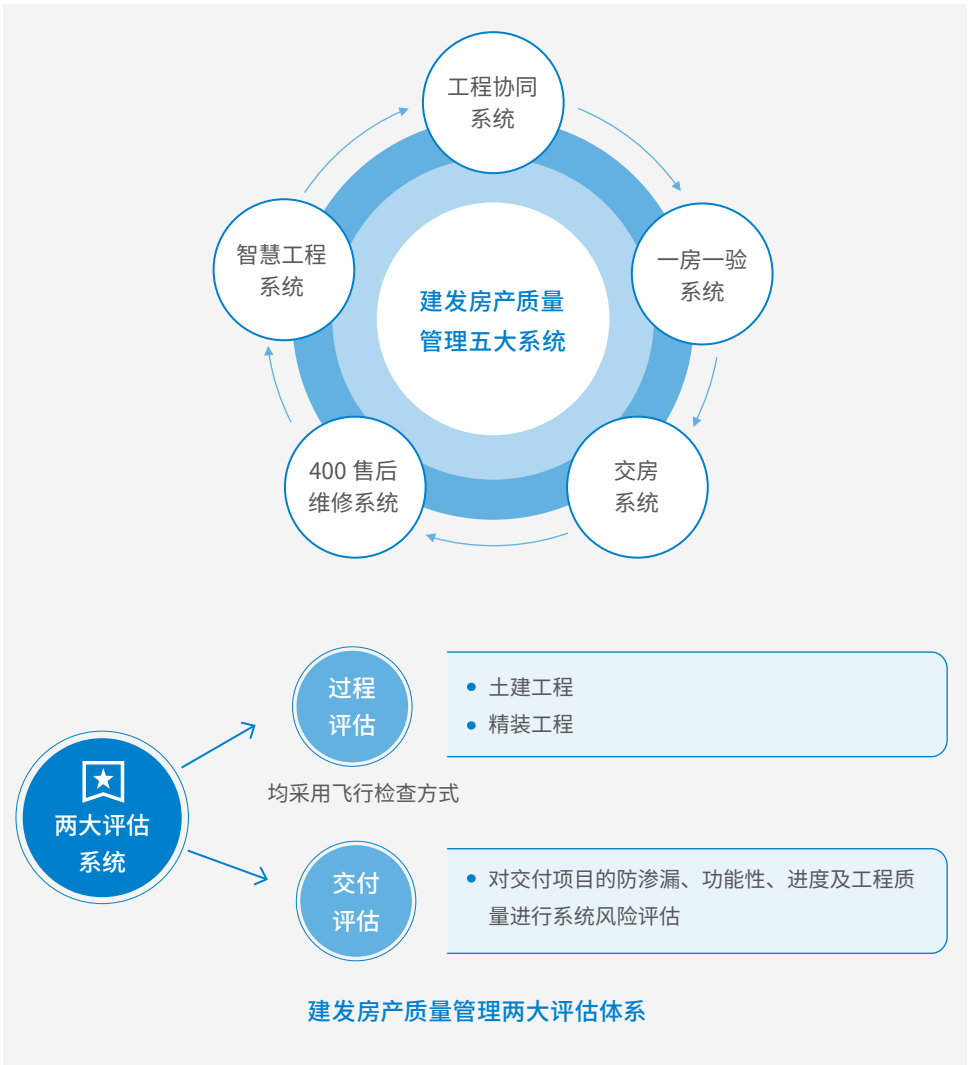 工程协同
系统
一房一验
系统
交房
系统
400 售后
维修系统
智慧工程
系统
建发房产质量
管理五大系统
两大评估
系统
过程
评估
• 土建工程
• 精装工程
均采用飞行检查方式
交付
评估
• 对交付项目的防渗漏、功能性、进度及工程质
量进行系统风险评估
建发房产质量管理两大评估体系